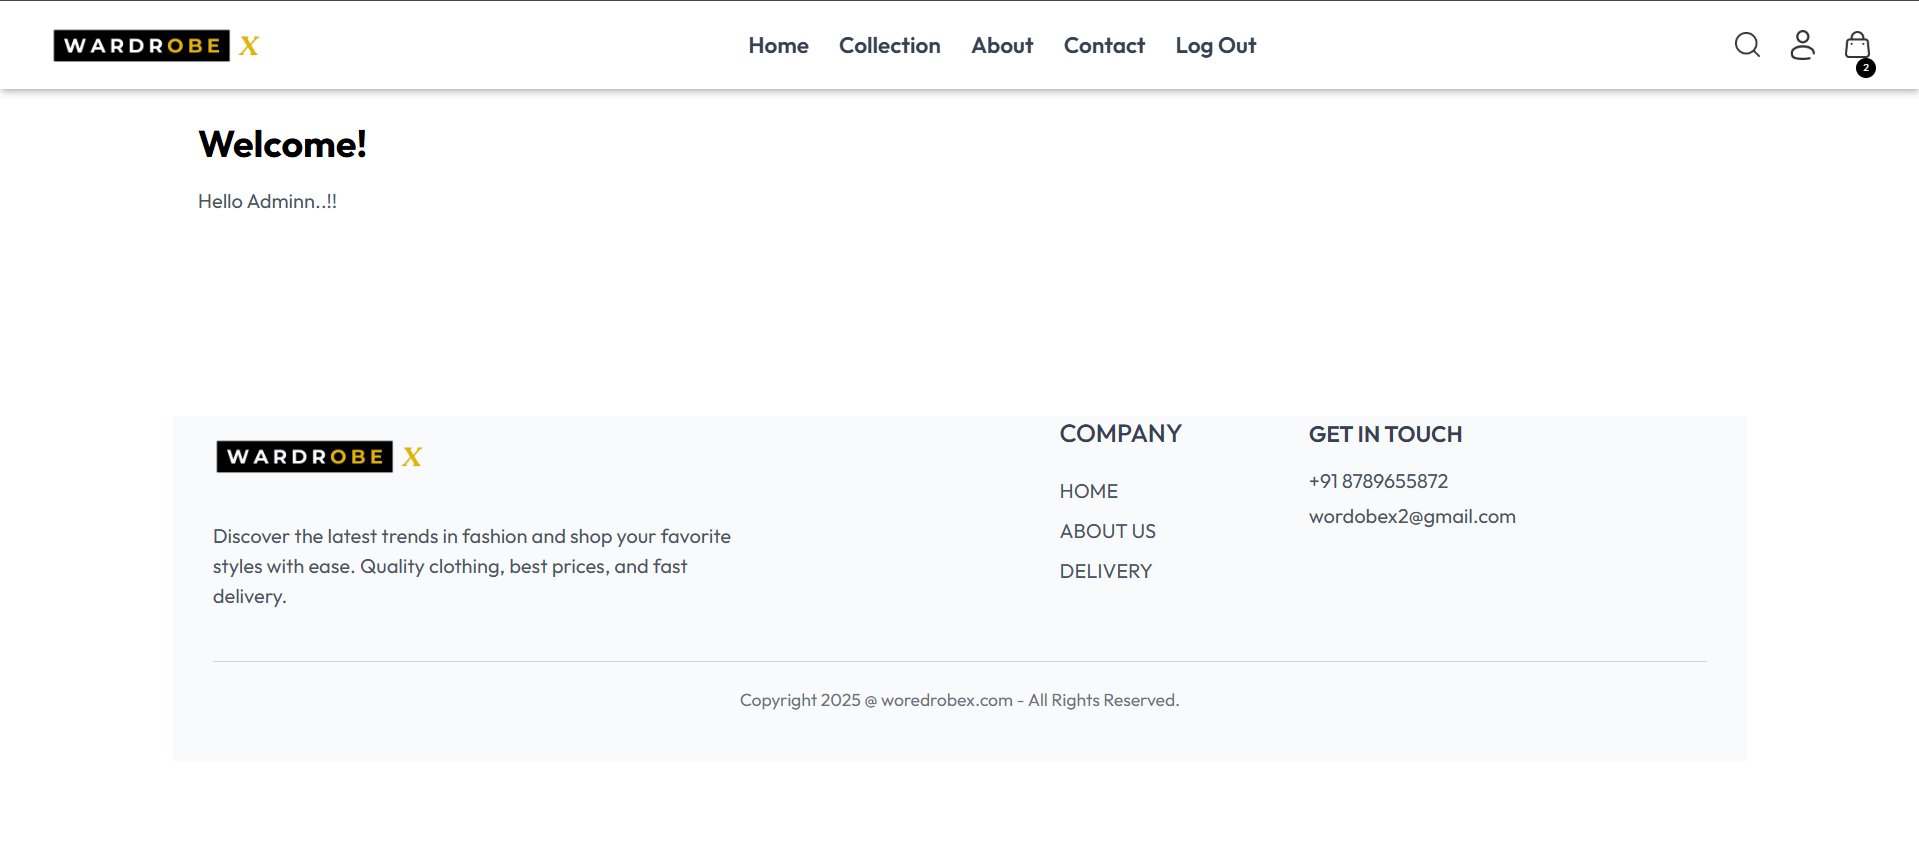 WARDROBE X
Home Collection About Contact Log Out
2
Welcome!
Hello Adminn..!!
WARDROBE X
Discover the latest trends in fashion and shop your favorite
styles with ease. Quality clothing, best prices, and fast
delivery.
COMPANY
HOME
ABOUT US
DELIVERY
GET IN TOUCH
+91 8789655872
wordobex2@gmail.com
Copyright 2025 @ woredrobex.com - All Rights Reserved.